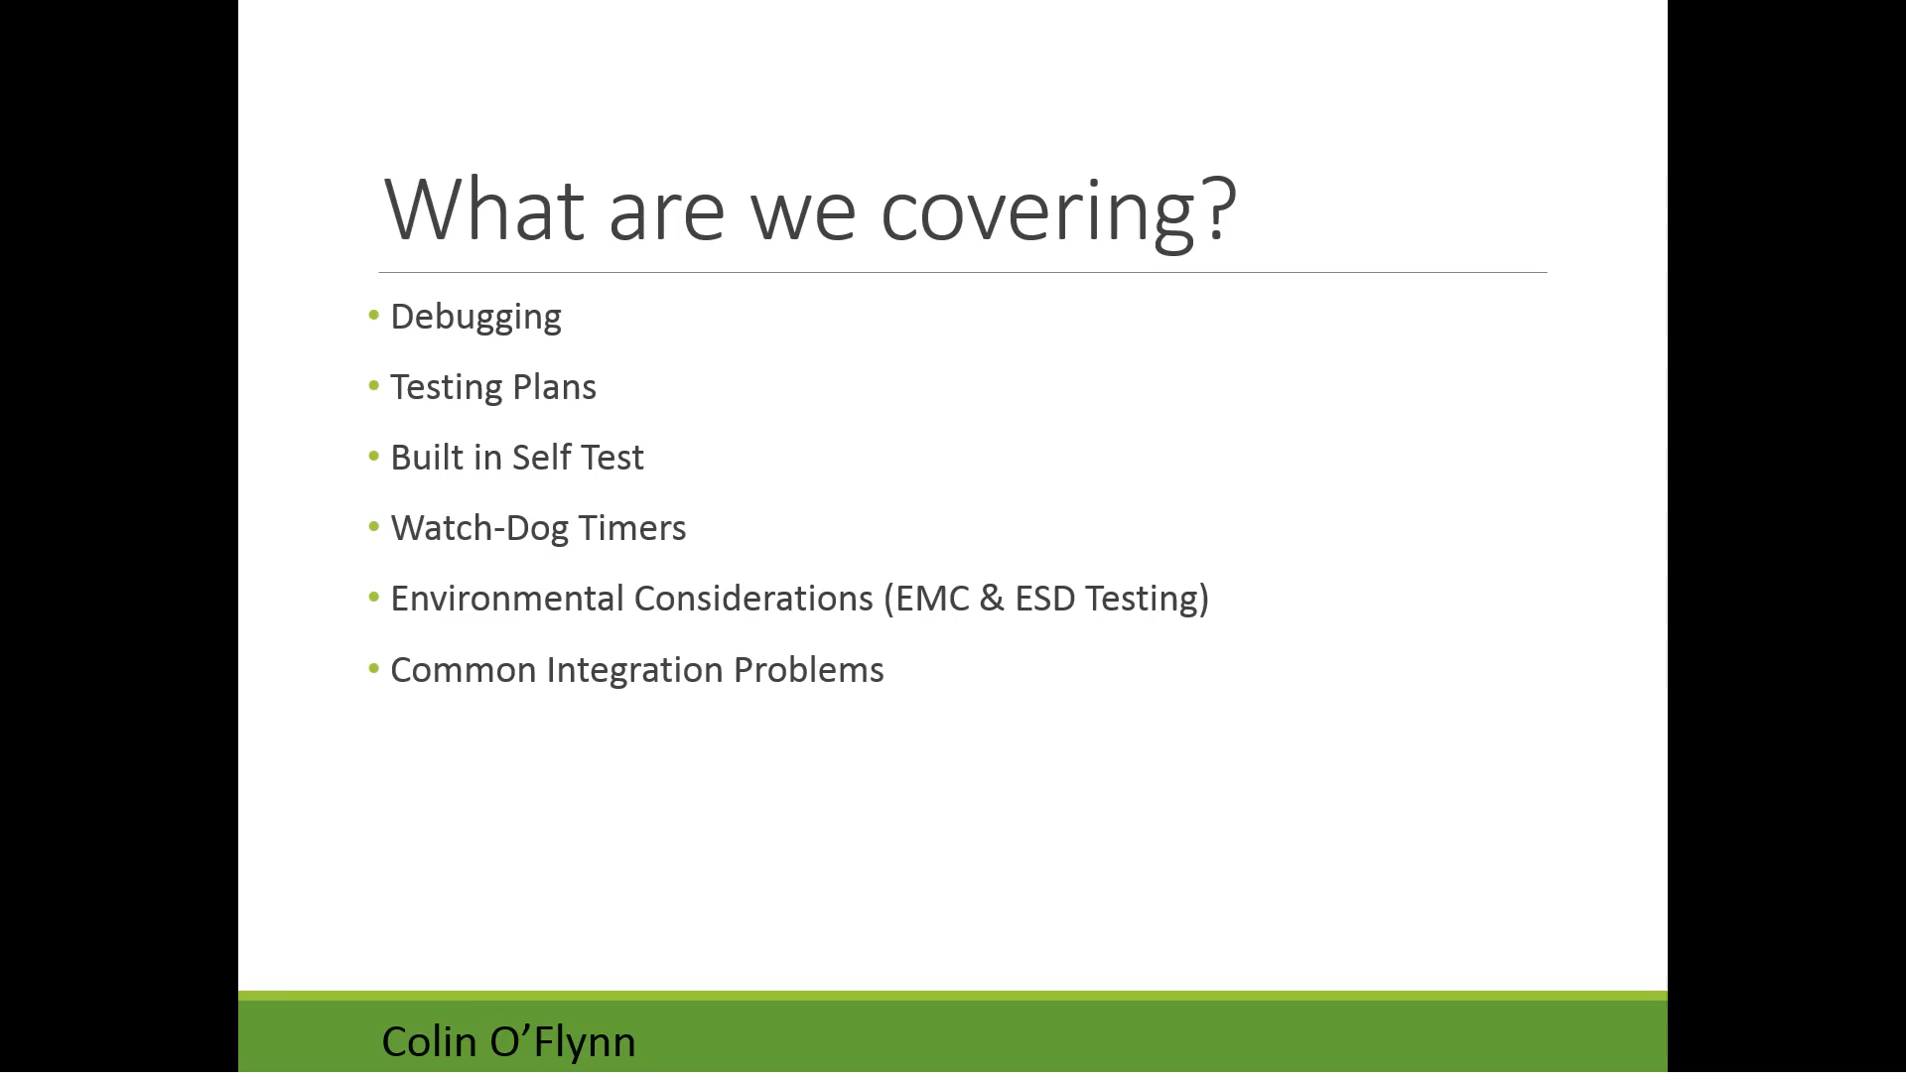 What are we covering?
• Debugging
• Testing Plans
• Built in Self Test
• Watch-Dog Timers
• Environmental Considerations (EMC & ESD Testing)
• Common Integration Problems
Colin O’Flynn